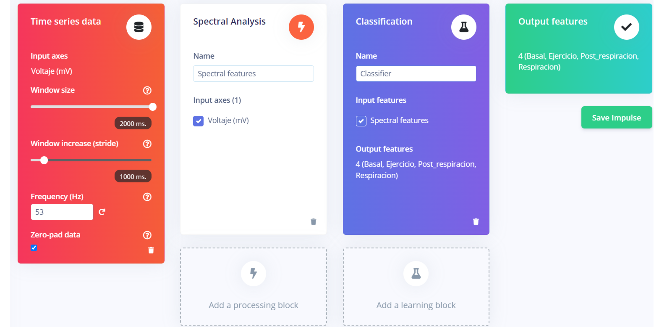 Time series data
Input axes
Voltaje (mV)
Window size
2000 ms.
Window increase (stride)
1000 ms.
Frequency (Hz)
53
Zero-pad data
Spectral Analysis
Name
Spectral features
Input axes (1)
Voltaje (mV)
Add a processing block
Classification
Name
Classifier
Input features
Spectral features
Output features
4 (Basal, Ejercicio, Post_respiracion,
Respiracion)
Add a learning block
Output features
4 (Basal, Ejercicio, Post_respiracion,
Respiracion)
Save Impulse